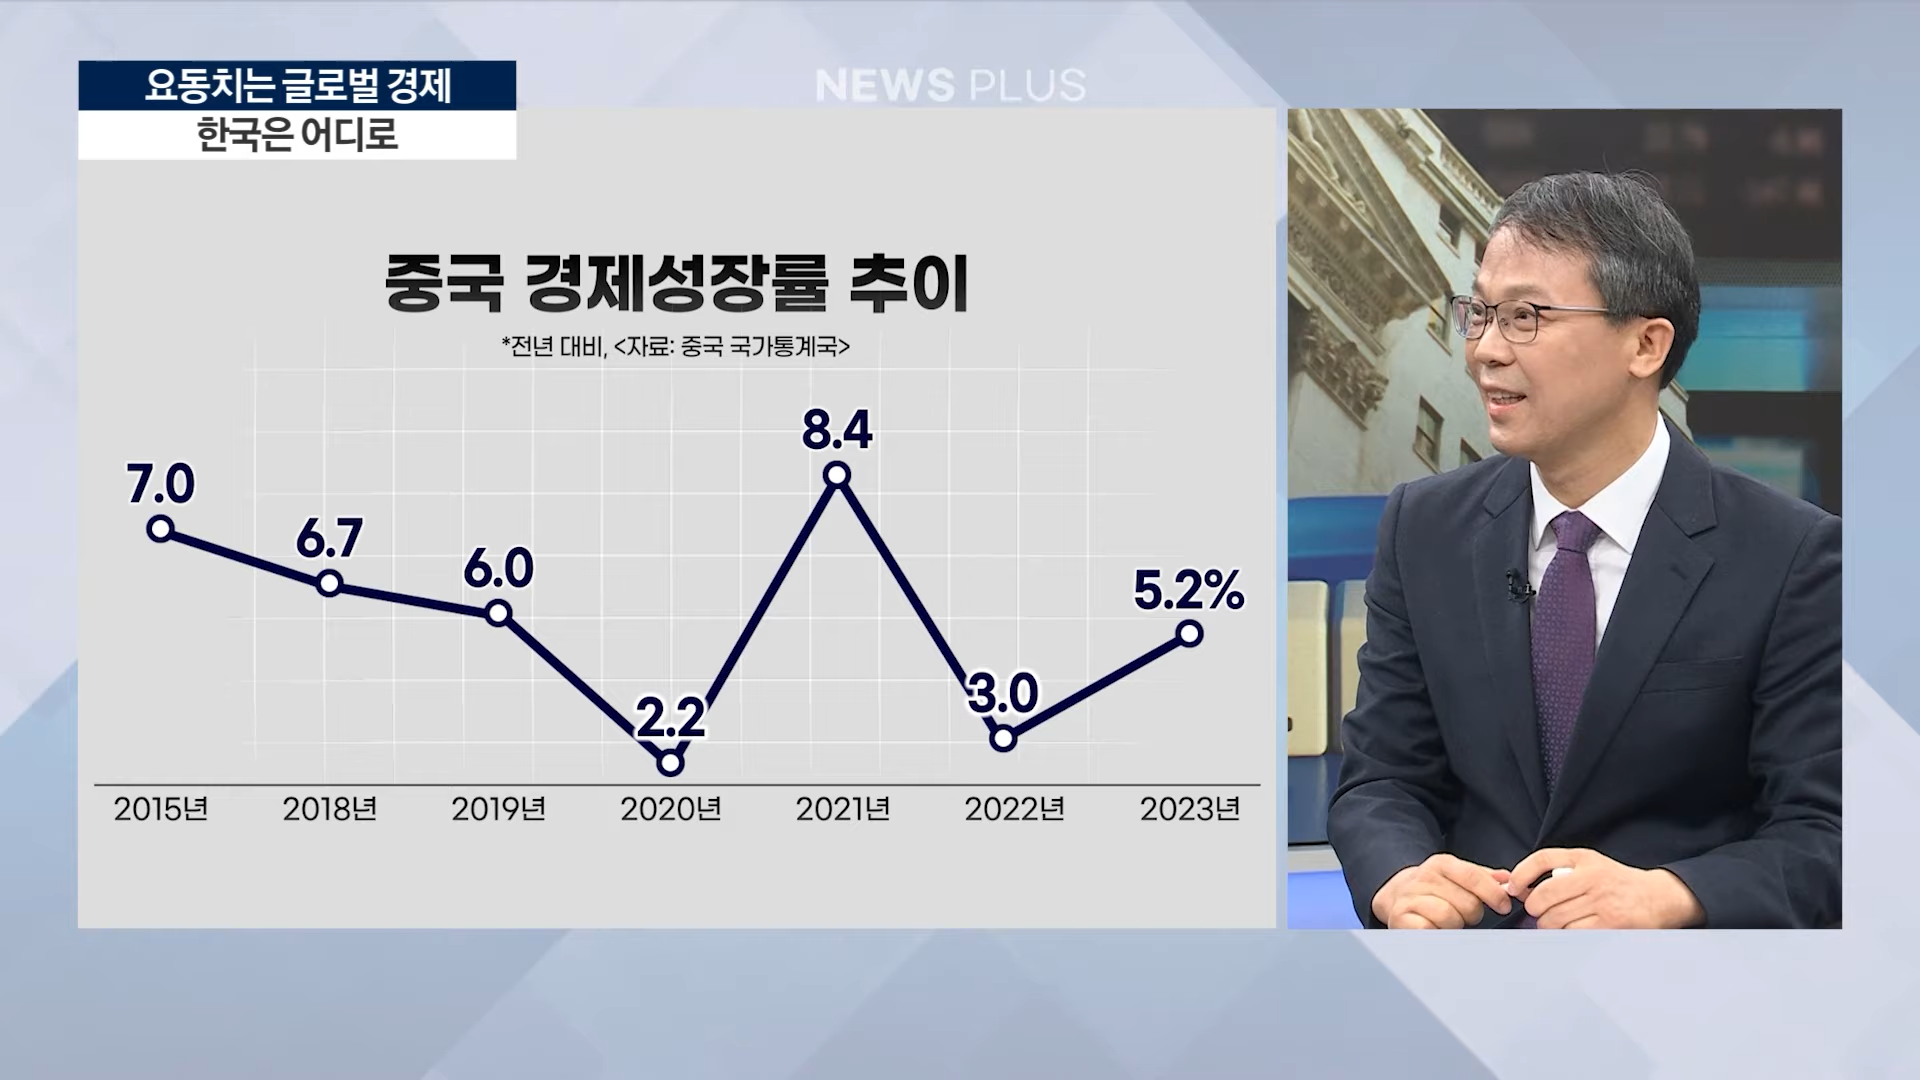 요동치는 글로벌 경제
한국은 어디로
NEWS PLUS
중국 경제성장률 추이
*전년 대비, <자료: 중국 국가통계국>
7.0
6.7
6.0
2.2
8.4
3.0
5.2%
2015년
2018년
2019년
2020년
2021년
2022년
2023년